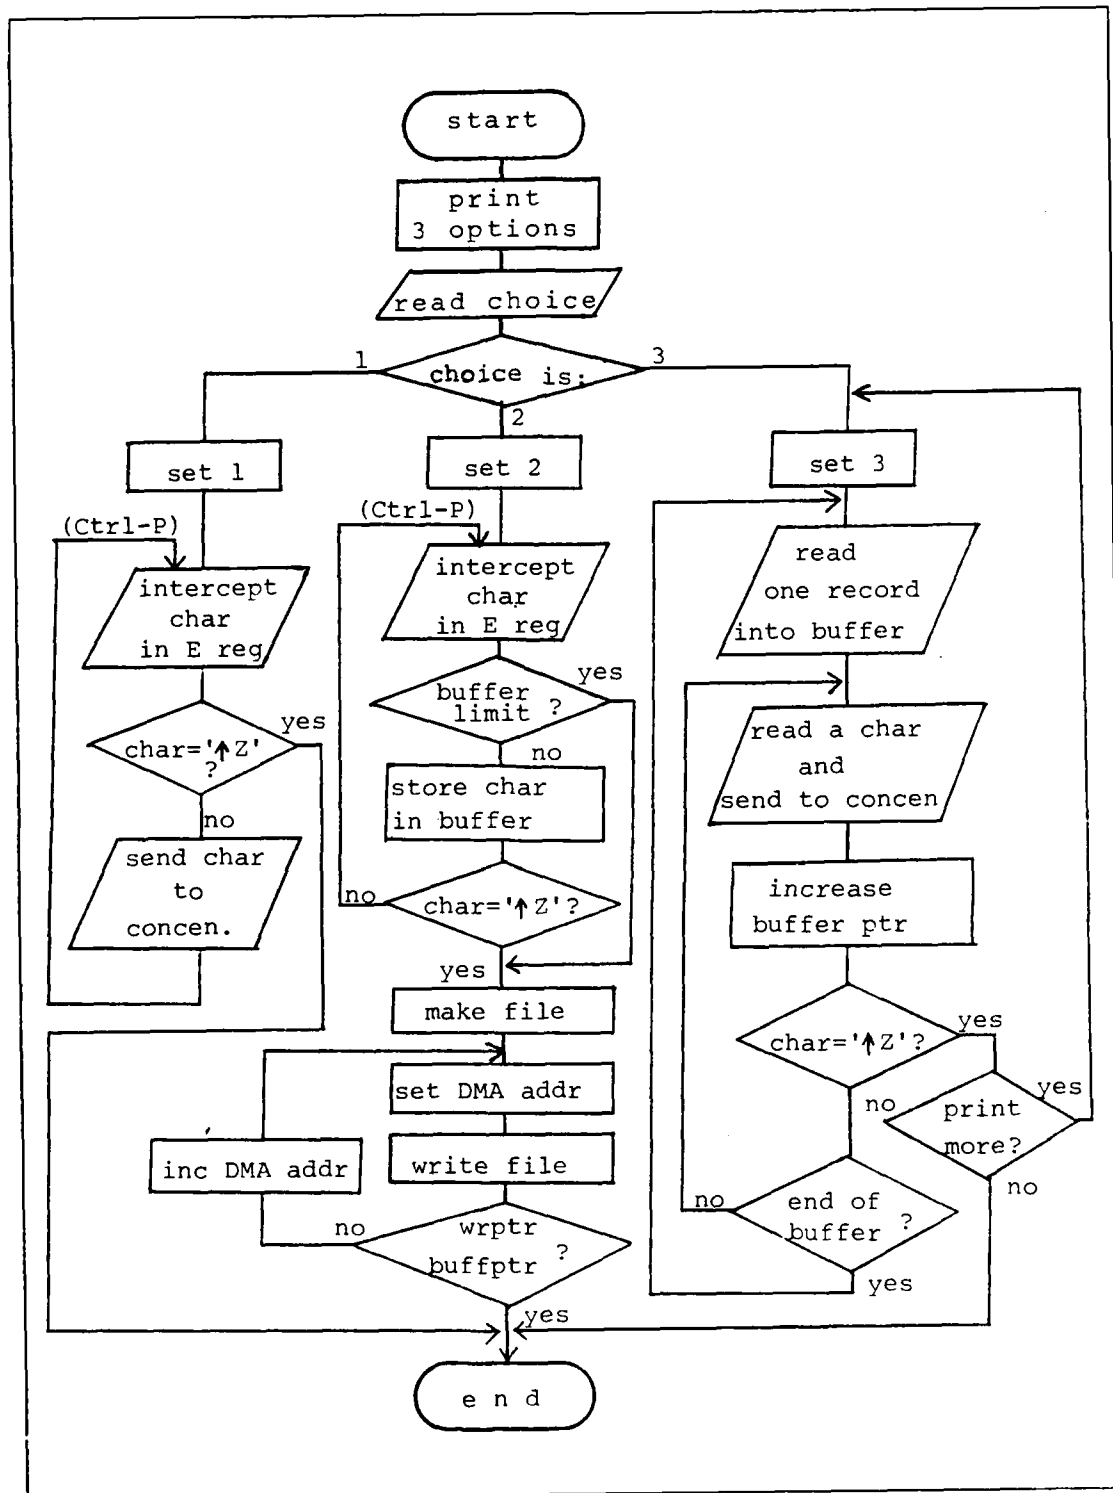 start
print
3 options
read choice
choice is:
1
2
3
set 1
(Ctrl-P)
intercept
char
in E reg
char='↑Z'
?
yes
no
send char
to
concen.
set 2
(Ctrl-P)
intercept
char
in E reg
buffer
limit ?
yes
no
store char
in buffer
char='↑Z'?
no
yes
make file
set DMA addr
write file
inc DMA addr
wrptr
buffptr ?
no
yes
set 3
read
one record
into buffer
read a char
and
send to concen
increase
buffer ptr
char='↑Z'?
yes
no
print
more?
yes
no
end of
buffer ?
no
yes
e n d